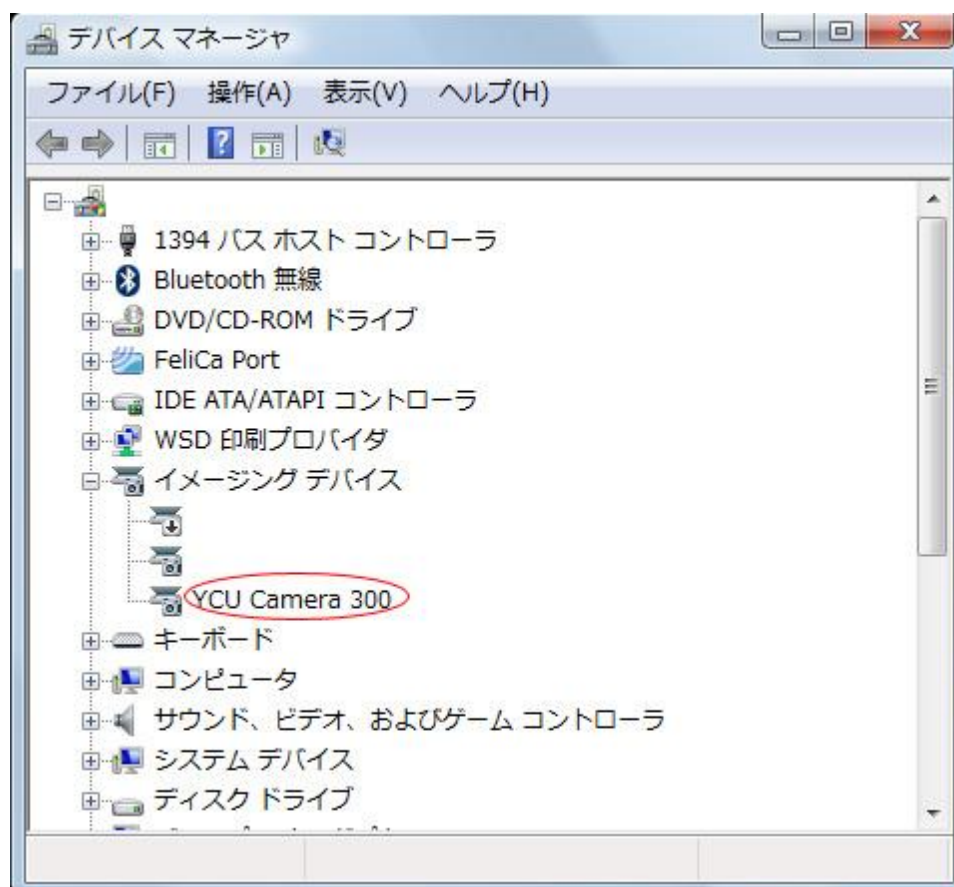 デバイス マネージャ
ファイル(F) 操作(A) 表示(V) ヘルプ(H)
1394 バス ホスト コントローラ
Bluetooth 無線
DVD/CD-ROM ドライブ
FeliCa Port
IDE ATA/ATAPI コントローラ
WSD 印刷プロバイダ
イメージング デバイス
YCU Camera 300
キーボード
コンピュータ
サウンド、ビデオ、およびゲーム コントローラ
システム デバイス
ディスク ドライブ